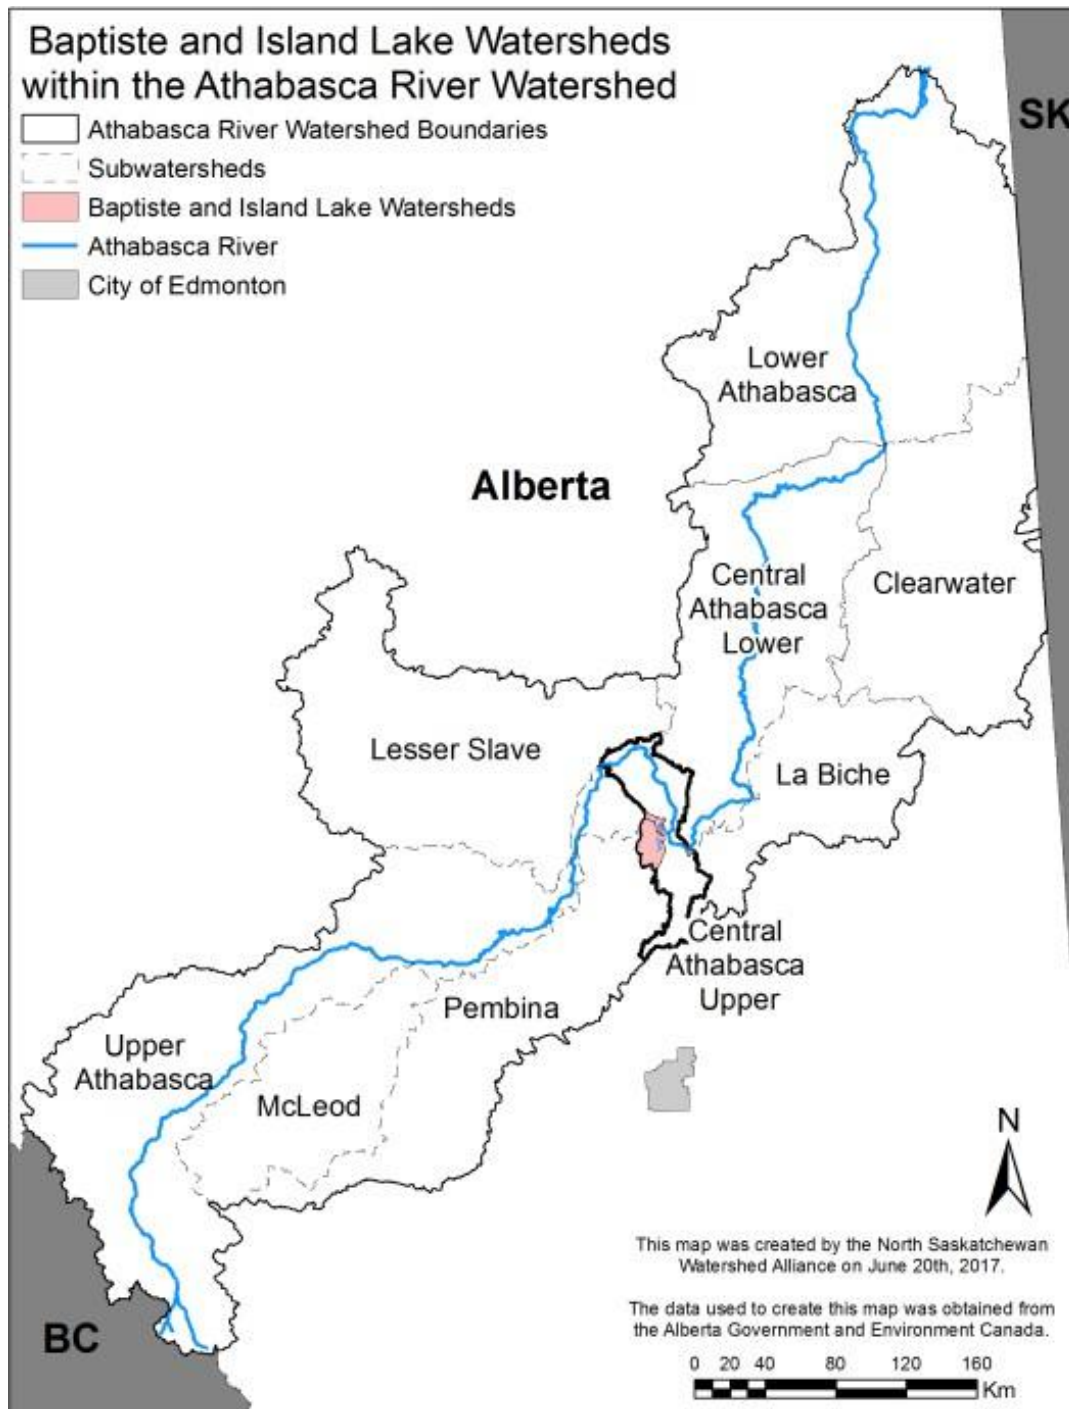 Baptiste and Island Lake Watersheds
within the Athabasca River Watershed
Athabasca River Watershed Boundaries
Subwatersheds
Baptiste and Island Lake Watersheds
Athabasca River
City of Edmonton
SK
Lower
Athabasca
Alberta
Central
Athabasca
Lower
Clearwater
Lesser Slave
La Biche
Central
Athabasca
Upper
Pembina
Upper
Athabasca
McLeod
N
This map was created by the North Saskatchewan
Watershed Alliance on June 20th, 2017.
The data used to create this map was obtained from
the Alberta Government and Environment Canada.
BC
0 20 40 80 120 160
Km